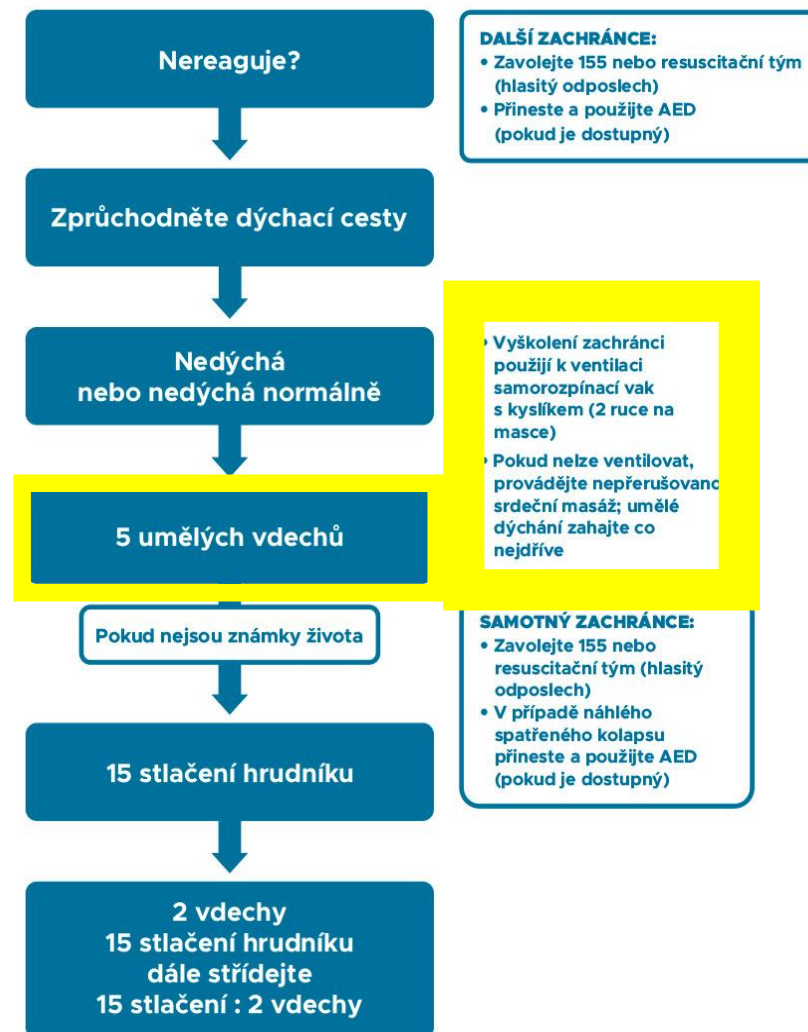 Nereaguje?
DALŠÍ ZACHRÁNCE:
• Zavolejte 155 nebo resuscitační tým
(hlasitý odposlech)
• Přineste a použijte AED
(pokud je dostupný)
Zprůchodněte dýchací cesty
Nedýchá
nebo nedýchá normálně
• Vyškolení zachránci
použijí k ventilaci
samorozpínací vak
s kyslíkem (2 ruce na
masce)
• Pokud nelze ventilovat,
provádějte nepřerušovano
srdeční masáž; umělé
dýchání zahajte co
nejdříve
5 umělých vdechů
Pokud nejsou známky života
SAMOTNÝ ZACHRÁNCE:
• Zavolejte 155 nebo
resuscitační tým (hlasitý
odposlech)
• V případě náhlého
spatřeného kolapsu
přineste a použijte AED
(pokud je dostupný)
15 stlačení hrudníku
2 vdechy
15 stlačení hrudníku
dále střídejte
15 stlačení : 2 vdechy